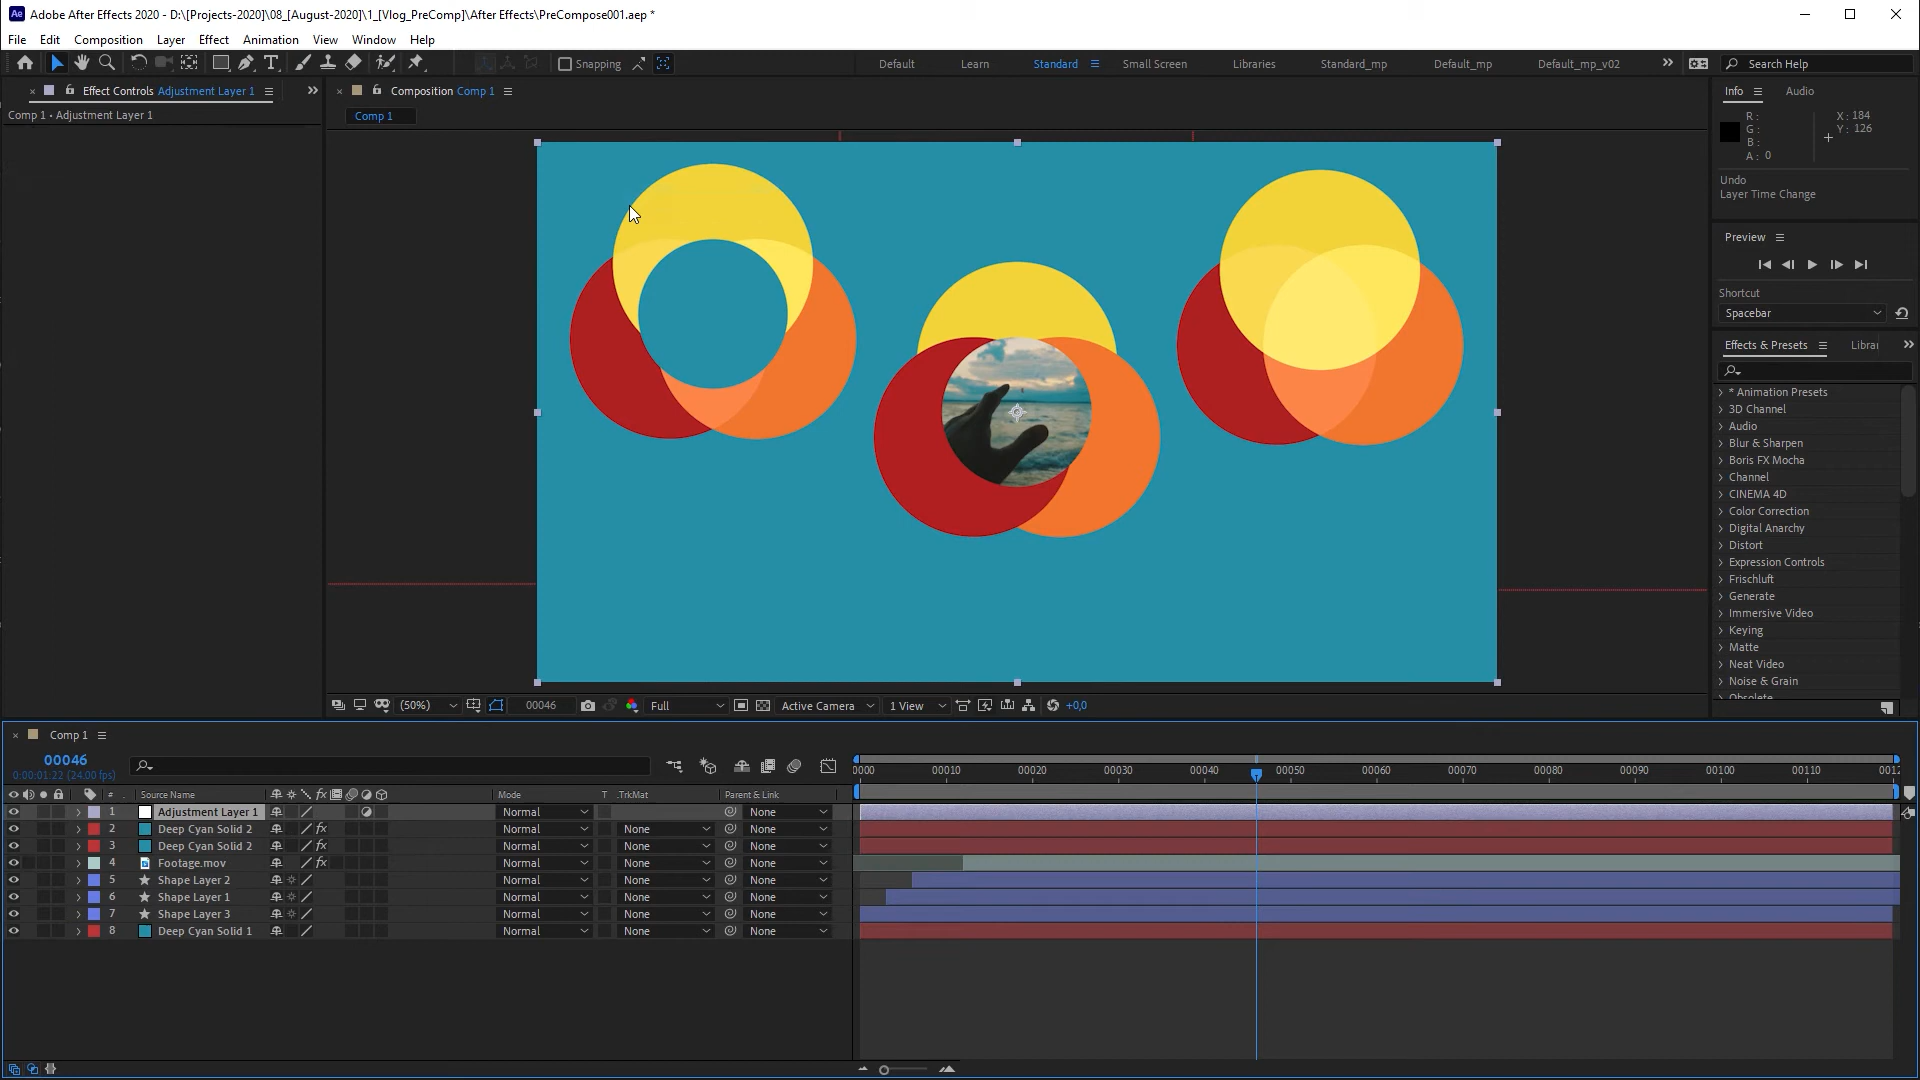 Adobe After Effects 2020 - D:\[Projects-2020]\08_[August-2020]\1_[Vlog_PreComp]\After Effects\PreCompose001.aep *
File Edit Composition Layer Effect Animation View Window Help
Snapping Default Learn Standard Small Screen Libraries Standard_mp Default_mp Default_mp_v02 Search Help
Effect Controls Adjustment Layer 1
Composition Comp 1
Info Audio
Comp 1 • Adjustment Layer 1
Comp 1
R :
G :
B :
A : 0
X : 184
Y : 126
Undo
Layer Time Change
Preview
Shortcut
Spacebar
Effects & Presets Librar
* Animation Presets
3D Channel
Audio
Blur & Sharpen
Boris FX Mocha
Channel
CINEMA 4D
Color Correction
Digital Anarchy
Distort
Expression Controls
Frischluft
Generate
Immersive Video
Keying
Matte
Neat Video
Noise & Grain
Obsolete
(50%) 00046 Full Active Camera 1 View +0,0
Comp 1
00046
0:00:01:22 (24.00 fps)
0000 00010 00020 00030 00040 00050 00060 00070 00080 00090 00100 00110 0012
# Source Name fx Mode T .TrkMat Parent & Link
1 Adjustment Layer 1 Normal None
2 Deep Cyan Solid 2 fx Normal None None
3 Deep Cyan Solid 2 fx Normal None None
4 Footage.mov fx Normal None None
5 Shape Layer 2 Normal None None
6 Shape Layer 1 Normal None None
7 Shape Layer 3 Normal None None
8 Deep Cyan Solid 1 Normal None None